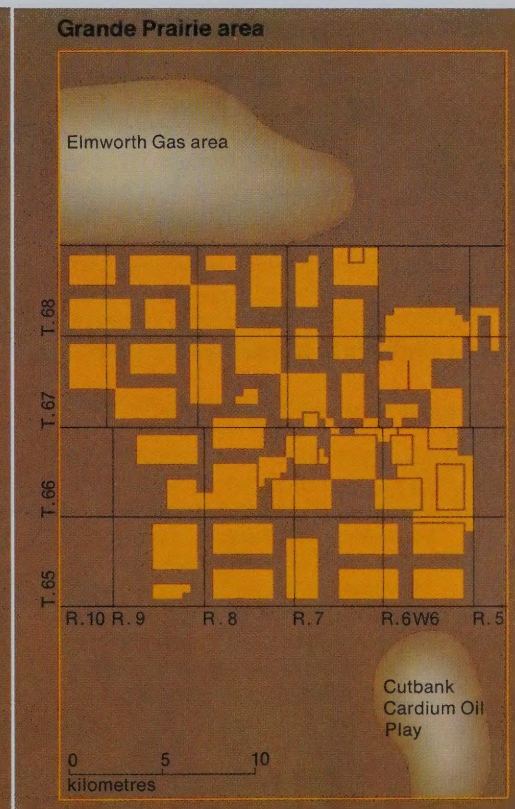 Grande Prairie area
Elmworth Gas area
T.68
T.67
T.66
T.65
R.10 R.9 R.8 R.7 R.6W6 R.5
Cutbank
Cardium Oil
Play
0 5 10
kilometres